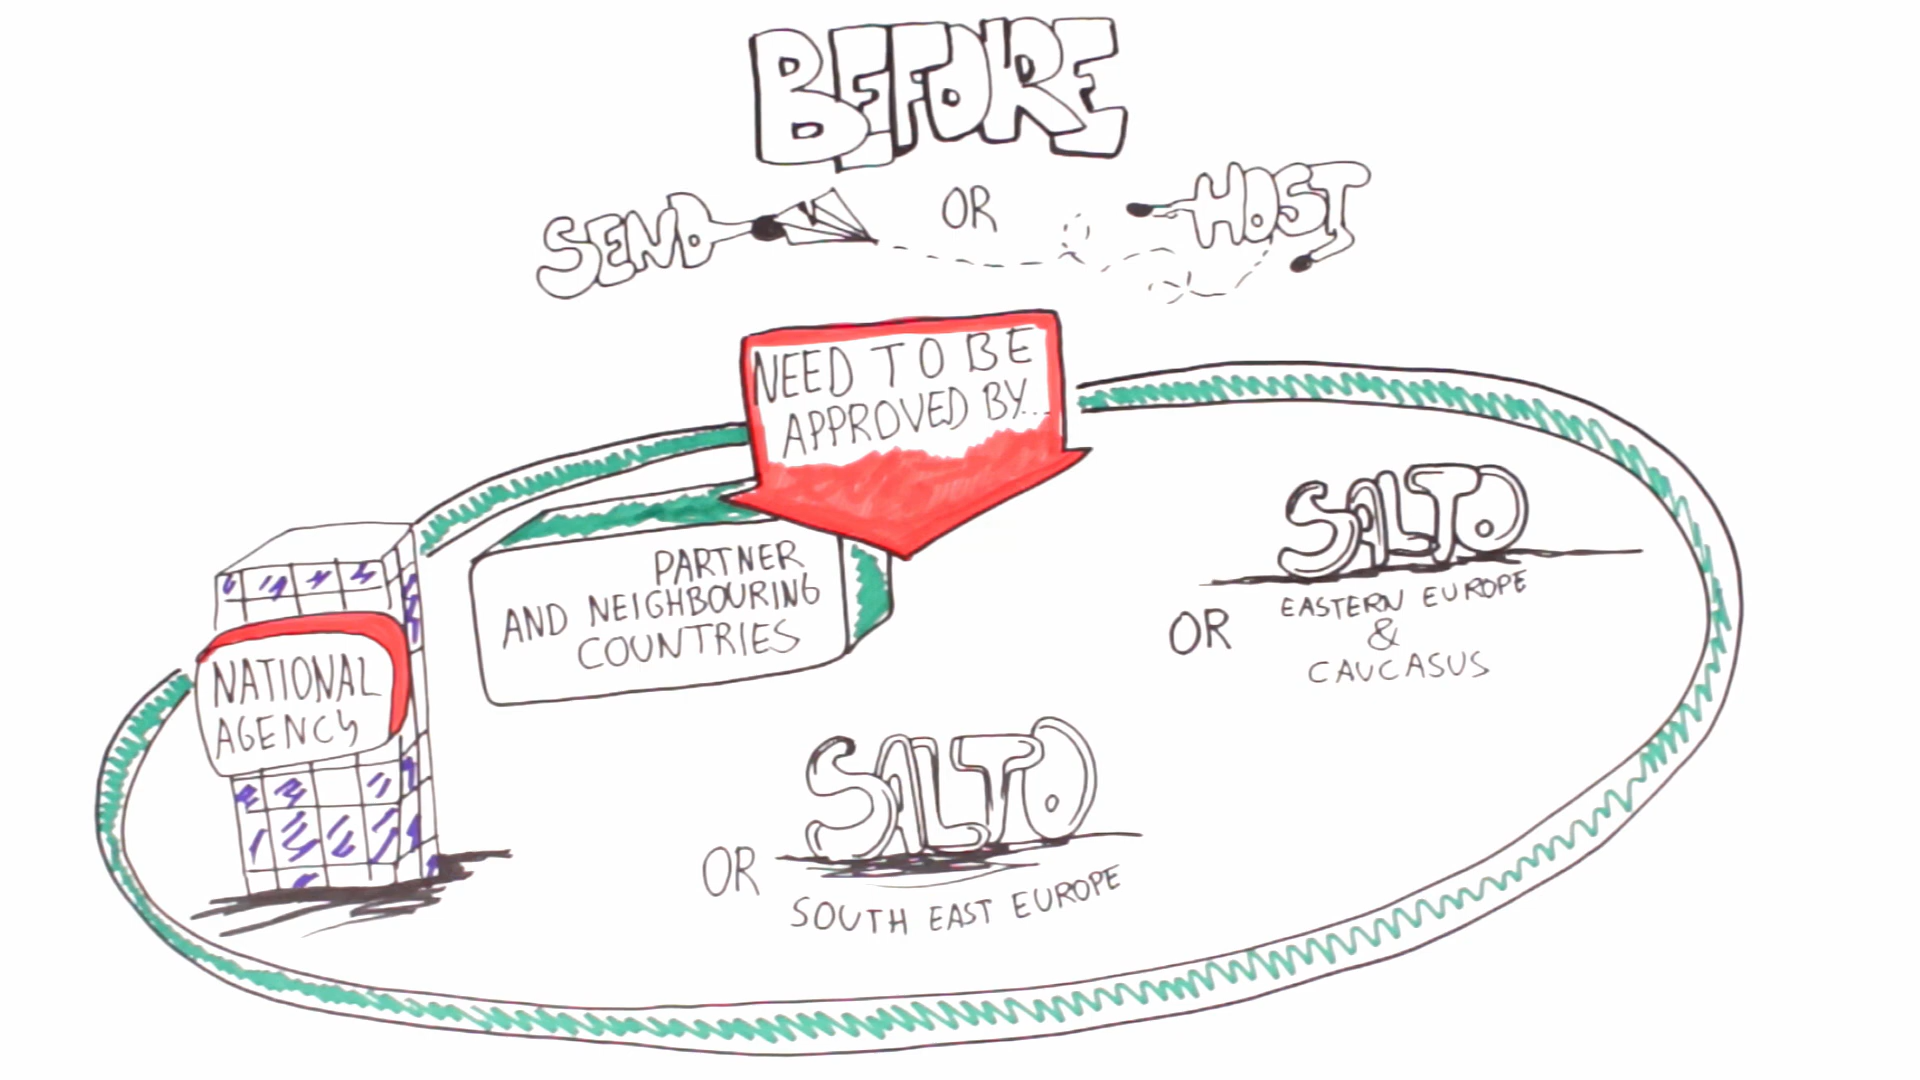 BEFORE
SEND OR HOST
NEED TO BE
APPROVED BY...
PARTNER
AND NEIGHBOURING
COUNTRIES
NATIONAL
AGENCY
OR SALTO
EASTERN EUROPE
&
CAUCASUS
OR SALTO
SOUTH EAST EUROPE